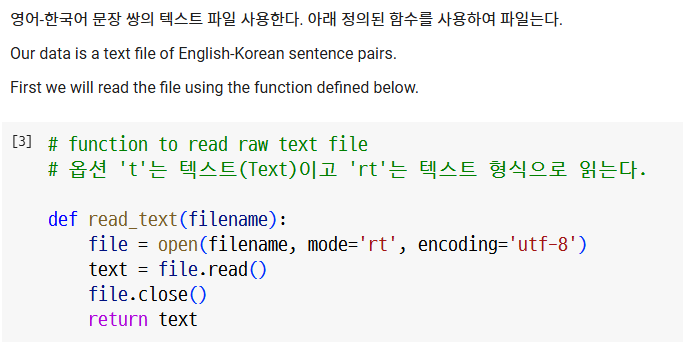 영어-한국어 문장 쌍의 텍스트 파일 사용한다. 아래 정의된 함수를 사용하여 파일는다.
Our data is a text file of English-Korean sentence pairs.
First we will read the file using the function defined below.
[3] # function to read raw text file
# 옵션 't'는 텍스트(Text)이고 'rt'는 텍스트 형식으로 읽는다.
def read_text(filename):
    file = open(filename, mode='rt', encoding='utf-8')
    text = file.read()
    file.close()
    return text